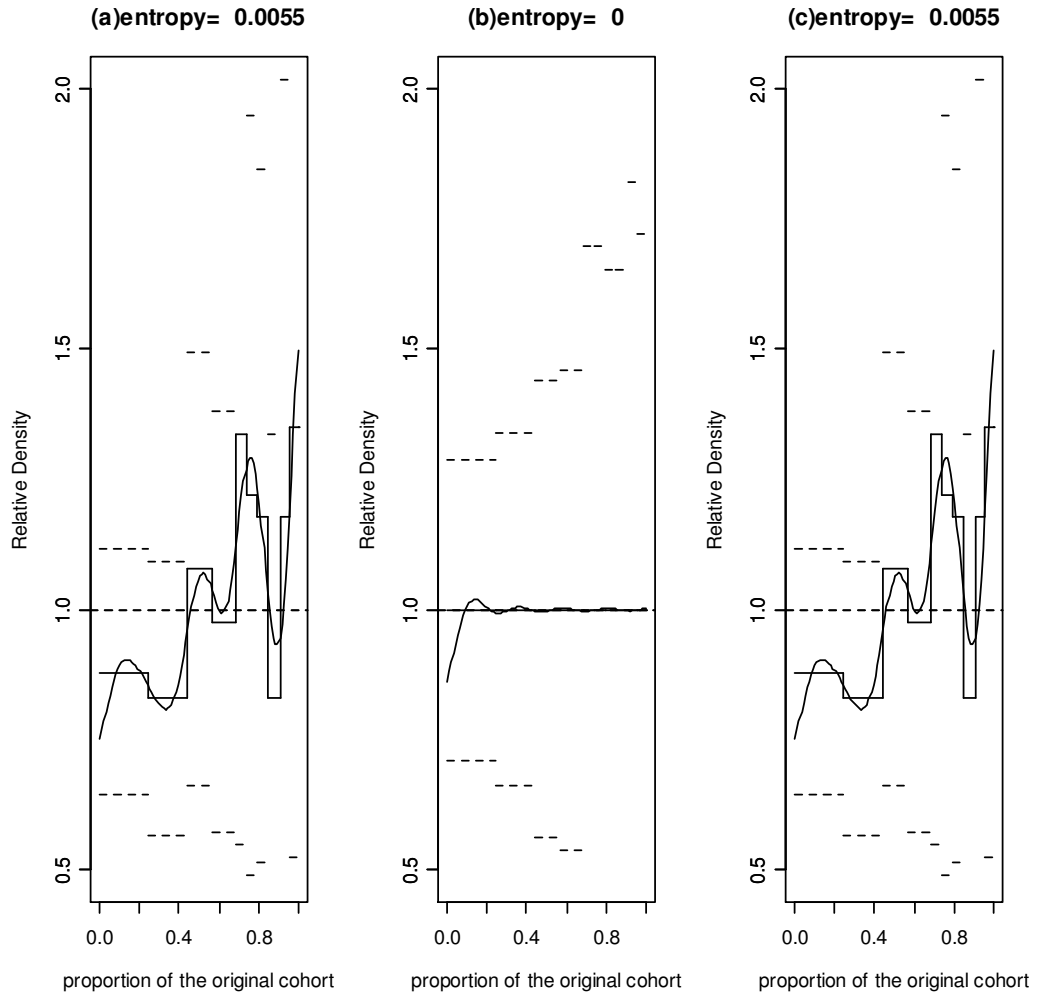 (a)entropy= 0.0055
Relative Density
2.0
1.5
1.0
0.5
0.0 0.4 0.8
proportion of the original cohort
(b)entropy= 0
Relative Density
2.0
1.5
1.0
0.5
0.0 0.4 0.8
proportion of the original cohort
(c)entropy= 0.0055
Relative Density
2.0
1.5
1.0
0.5
0.0 0.4 0.8
proportion of the original cohort